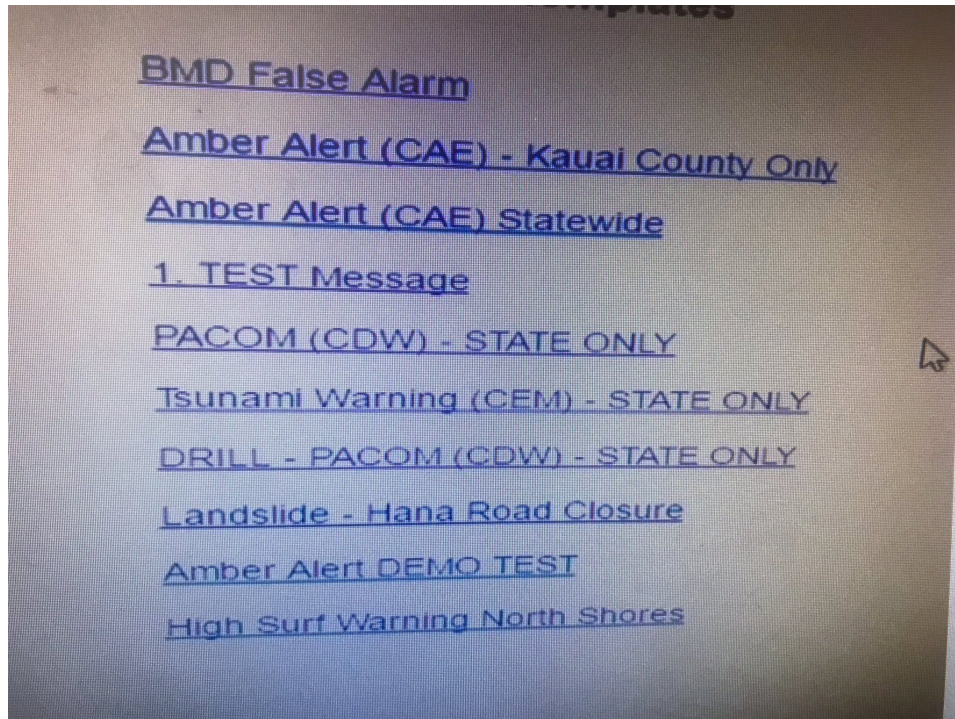 BMD False Alarm
Amber Alert (CAE) - Kauai County Only
Amber Alert (CAE) Statewide
1. TEST Message
PACOM (CDW) - STATE ONLY
Tsunami Warning (CEM) - STATE ONLY
DRILL - PACOM (CDW) - STATE ONLY
Landslide - Hana Road Closure
Amber Alert DEMO TEST
High Surf Warning North Shores